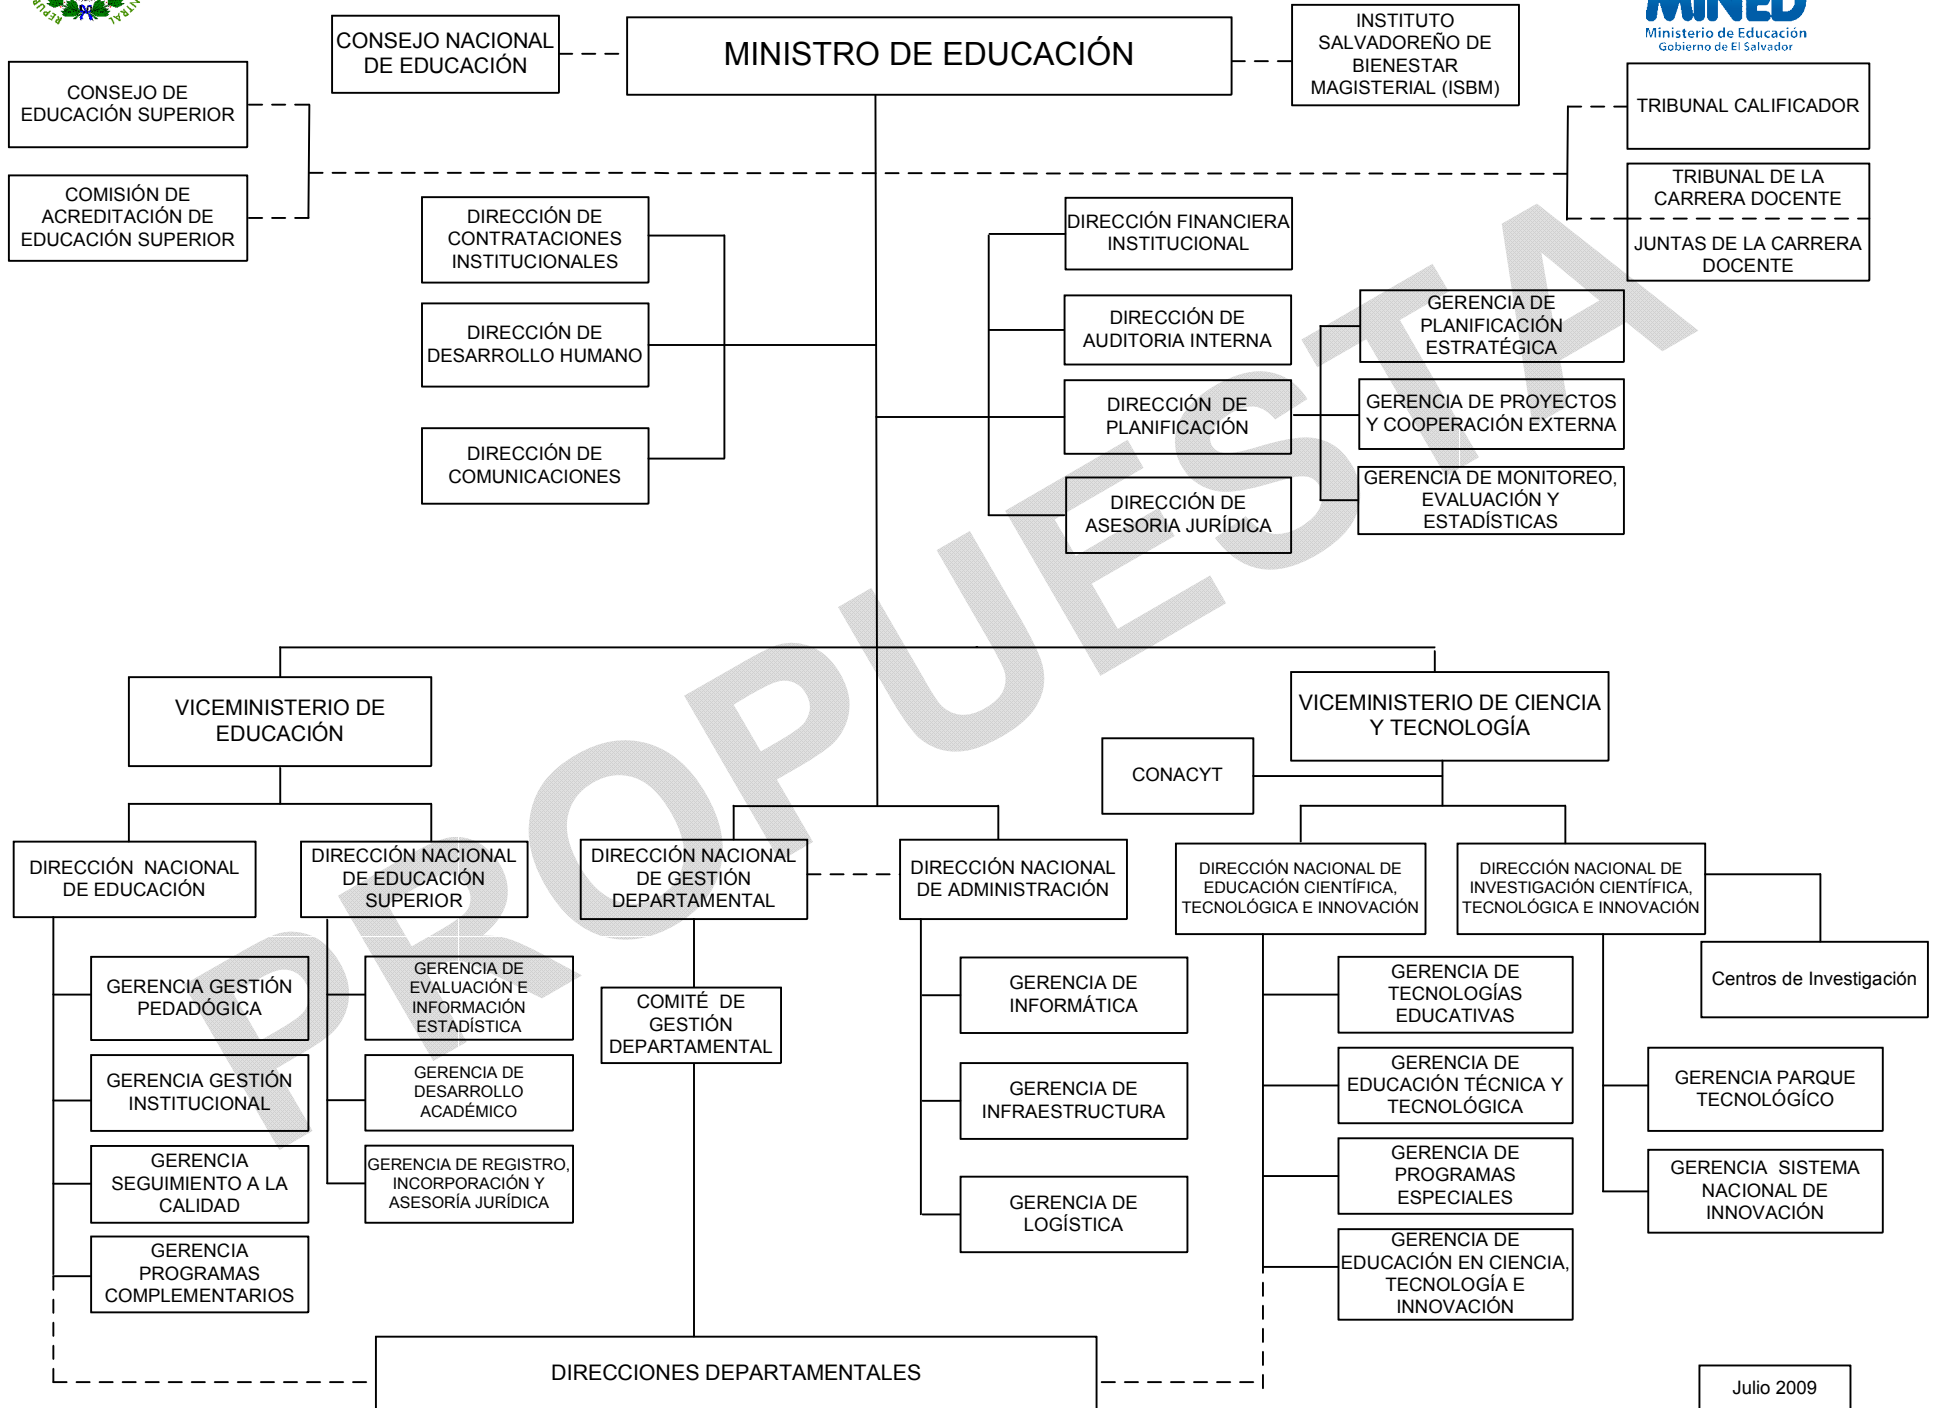 MINED
Ministerio de Educación
Gobierno de El Salvador
CONSEJO NACIONAL
DE EDUCACIÓN
MINISTRO DE EDUCACIÓN
INSTITUTO
SALVADOREÑO DE
BIENESTAR
MAGISTERIAL (ISBM)
CONSEJO DE
EDUCACIÓN SUPERIOR
TRIBUNAL CALIFICADOR
COMISIÓN DE
ACREDITACIÓN DE
EDUCACIÓN SUPERIOR
TRIBUNAL DE LA
CARRERA DOCENTE
JUNTAS DE LA CARRERA
DOCENTE
DIRECCIÓN DE
CONTRATACIONES
INSTITUCIONALES
DIRECCIÓN DE
DESARROLLO HUMANO
DIRECCIÓN DE
COMUNICACIONES
DIRECCIÓN FINANCIERA
INSTITUCIONAL
DIRECCIÓN DE
AUDITORIA INTERNA
DIRECCIÓN DE
PLANIFICACIÓN
DIRECCIÓN DE
ASESORIA JURÍDICA
GERENCIA DE
PLANIFICACIÓN
ESTRATÉGICA
GERENCIA DE PROYECTOS
Y COOPERACIÓN EXTERNA
GERENCIA DE MONITOREO,
EVALUACIÓN Y
ESTADÍSTICAS
PROPUESTA
VICEMINISTERIO DE
EDUCACIÓN
VICEMINISTERIO DE CIENCIA
Y TECNOLOGÍA
CONACYT
DIRECCIÓN NACIONAL
DE EDUCACIÓN
DIRECCIÓN NACIONAL
DE EDUCACIÓN
SUPERIOR
DIRECCIÓN NACIONAL
DE GESTIÓN
DEPARTAMENTAL
DIRECCIÓN NACIONAL
DE ADMINISTRACIÓN
DIRECCIÓN NACIONAL DE
EDUCACIÓN CIENTÍFICA,
TECNOLÓGICA E INNOVACIÓN
DIRECCIÓN NACIONAL DE
INVESTIGACIÓN CIENTÍFICA,
TECNOLÓGICA E INNOVACIÓN
GERENCIA GESTIÓN
PEDADÓGICA
GERENCIA GESTIÓN
INSTITUCIONAL
GERENCIA
SEGUIMIENTO A LA
CALIDAD
GERENCIA
PROGRAMAS
COMPLEMENTARIOS
GERENCIA DE
EVALUACIÓN E
INFORMACIÓN
ESTADÍSTICA
GERENCIA DE
DESARROLLO
ACADÉMICO
GERENCIA DE REGISTRO,
INCORPORACIÓN Y
ASESORÍA JURÍDICA
COMITÉ DE
GESTIÓN
DEPARTAMENTAL
GERENCIA DE
INFORMÁTICA
GERENCIA DE
INFRAESTRUCTURA
GERENCIA DE
LOGÍSTICA
GERENCIA DE
TECNOLOGÍAS
EDUCATIVAS
GERENCIA DE
EDUCACIÓN TÉCNICA Y
TECNOLÓGICA
GERENCIA DE
PROGRAMAS
ESPECIALES
GERENCIA DE
EDUCACIÓN EN CIENCIA,
TECNOLOGÍA E
INNOVACIÓN
Centros de Investigación
GERENCIA PARQUE
TECNOLÓGÍCO
GERENCIA SISTEMA
NACIONAL DE
INNOVACIÓN
DIRECCIONES DEPARTAMENTALES
Julio 2009